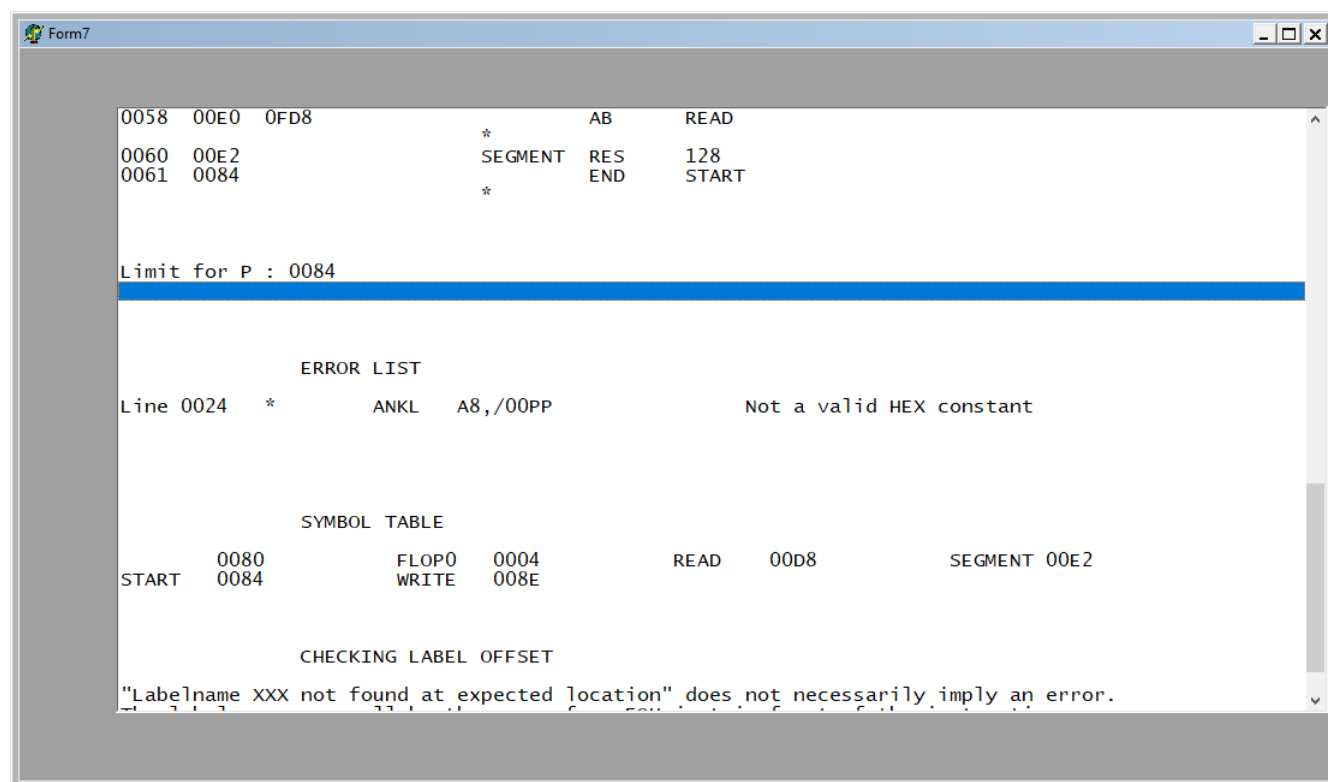 Form7
0058 00E0 0FD8 AB READ
*
0060 00E2 SEGMENT RES 128
0061 0084 END START
*
Limit for P : 0084
ERROR LIST
Line 0024 * ANKL A8,/00PP Not a valid HEX constant
SYMBOL TABLE
0080 FLOP0 0004 READ 00D8 SEGMENT 00E2
START 0084 WRITE 008E
CHECKING LABEL OFFSET
"Labelname XXX not found at expected location" does not necessarily imply an error.